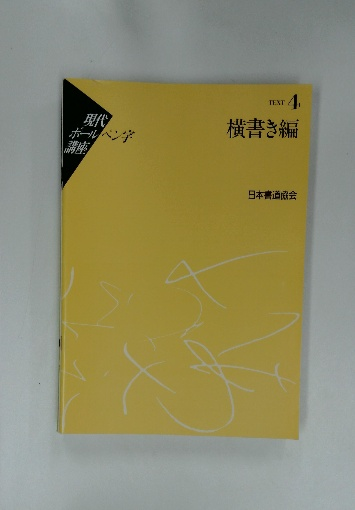 現代
ボールペン字
講座
TEXT 4
横書き編
日本書道協会